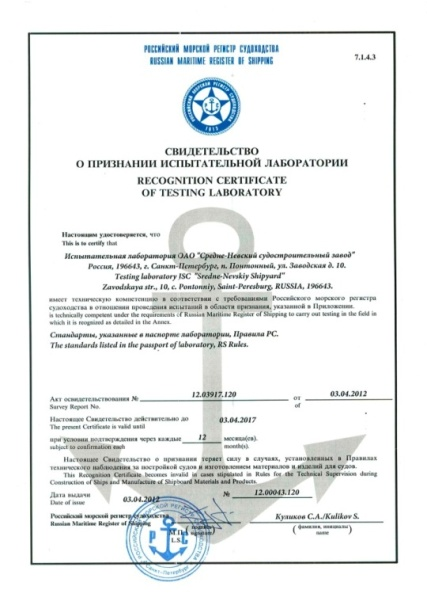 РОССИЙСКИЙ МОРСКОЙ РЕГИСТР СУДОХОДСТВА
RUSSIAN MARITIME REGISTER OF SHIPPING
7.1.4.3
1913
СВИДЕТЕЛЬСТВО
О ПРИЗНАНИИ ИСПЫТАТЕЛЬНОЙ ЛАБОРАТОРИИ
RECOGNITION CERTIFICATE
OF TESTING LABORATORY
Настоящим удостоверяется, что
This is to certify that
Испытательная лаборатория ОАО "Средне-Невский судостроительный завод"
Россия, 196643, г. Санкт-Петербург, п. Понтонный, ул. Заводская д. 10.
Testing laboratory JSC "Sredne-Nevskiy Shipyard"
Zavodskaya str., 10, c. Pontonniy, Saint-Peresburg, RUSSIA, 196643.
имеет техническую компетенцию в соответствии с требованиями Российского морского регистра
судоходства в отношении проведения испытаний в области признания, указанной в Приложении.
is technically competent under the requirements of Russian Maritime Register of Shipping to carry out testing in the field in
which it is recognized as detailed in the Annex.
Стандарты, указанные в паспорте лаборатории, Правила РС.
The standards listed in the passport of laboratory, RS Rules.
Акт освидетельствования № 12.03917.120 от 03.04.2012
Survey Report No. of
Настоящее Свидетельство действительно до 03.04.2017
The present Certificate is valid until
при условии подтверждения через каждые 12 месяца(ев).
subject to confirmation each month(s).
Настоящее Свидетельство о признании теряет силу в случаях, установленных в Правилах
технического наблюдения за постройкой судов и изготовлением материалов и изделий для судов.
This Recognition Certificate becomes invalid in cases stipulated in Rules for the Technical Supervision during
Construction of Ships and Manufacture of Shipboard Materials and Products.
Дата выдачи 03.04.2012 № 12.00043.120
Date of issue No.
Российский морской регистр судоходства Куликов С.А./Kulikov S.
Russian Maritime Register of Shipping (фамилия, инициалы)
М.П. name
L.S.